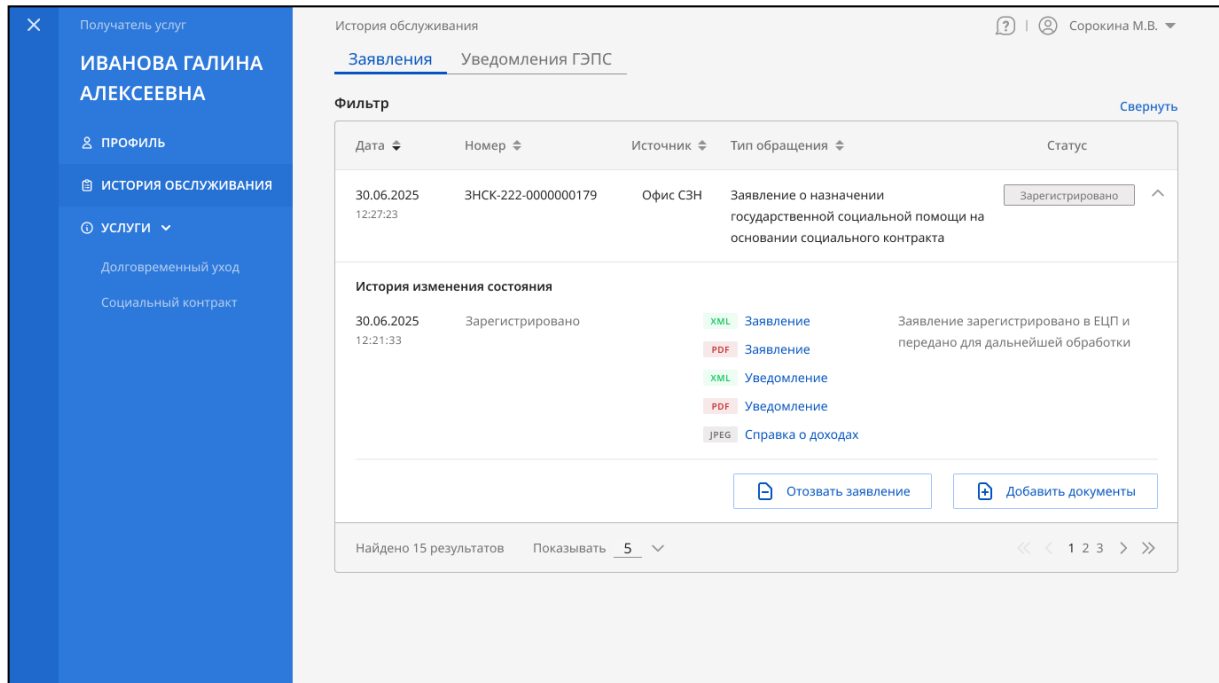 Получатель услуг
ИВАНОВА ГАЛИНА
АЛЕКСЕЕВНА
ПРОФИЛЬ
ИСТОРИЯ ОБСЛУЖИВАНИЯ
УСЛУГИ
Долговременный уход
Социальный контракт
История обслуживания
? | Сорокина М.В.
Заявления Уведомления ГЭПС
Фильтр
Свернуть
Дата Номер Источник Тип обращения Статус
30.06.2025 ЗНСК-222-0000000179 Офис СЗН Заявление о назначении Зарегистрировано
12:27:23 государственной социальной помощи на
основании социального контракта
История изменения состояния
30.06.2025 Зарегистрировано XML Заявление Заявление зарегистрировано в ЕЦП и
12:21:33 PDF Заявление передано для дальнейшей обработки
XML Уведомление
PDF Уведомление
JPEG Справка о доходах
Отозвать заявление Добавить документы
Найдено 15 результатов Показывать 5 1 2 3